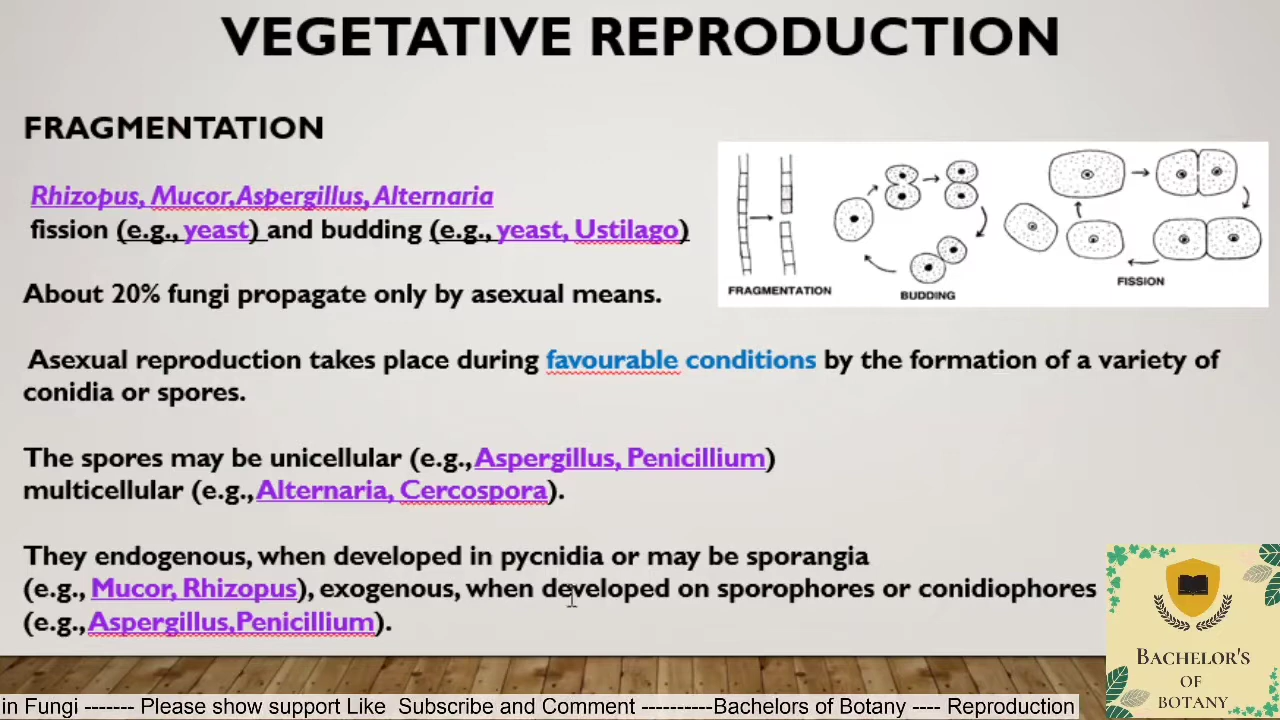 VEGETATIVE REPRODUCTION
FRAGMENTATION
Rhizopus, Mucor,Aspergillus, Alternaria
fission (e.g., yeast) and budding (e.g., yeast, Ustilago)
FRAGMENTATION
BUDDING
FISSION
About 20% fungi propagate only by asexual means.
Asexual reproduction takes place during favourable conditions by the formation of a variety of
conidia or spores.
The spores may be unicellular (e.g., Aspergillus, Penicillium)
multicellular (e.g., Alternaria, Cercospora).
They endogenous, when developed in pycnidia or may be sporangia
(e.g., Mucor, Rhizopus), exogenous, when developed on sporophores or conidiophores
(e.g., Aspergillus,Penicillium).
BACHELOR'S
OF
BOTANY
in Fungi ------- Please show support Like Subscribe and Comment ----------Bachelors of Botany ---- Reproduction